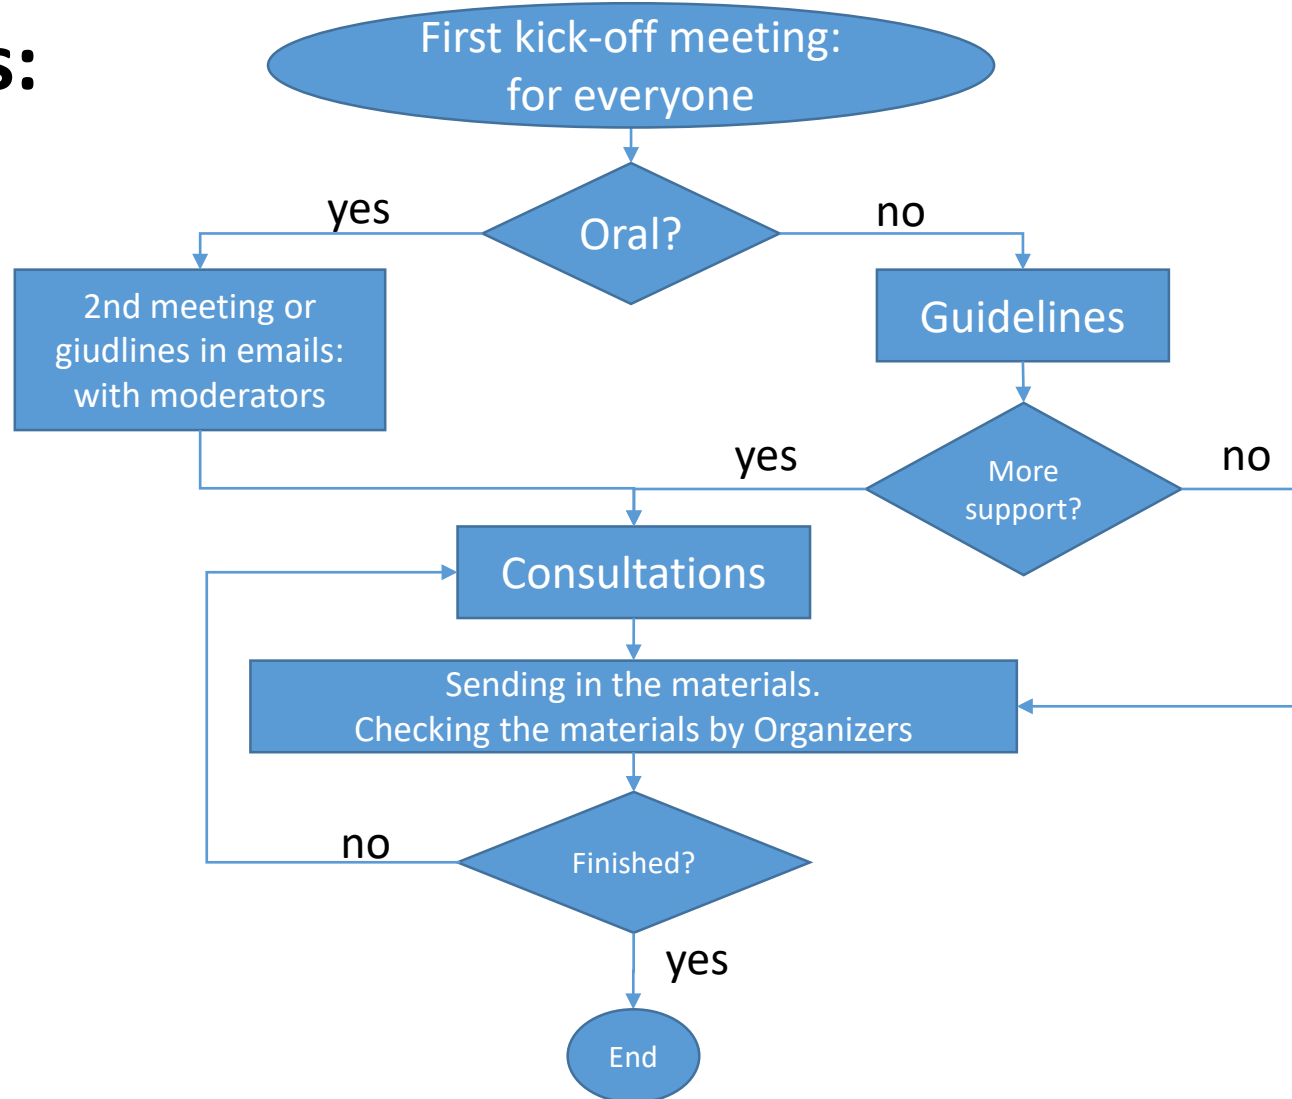 s:
First kick-off meeting:
for everyone
yes
Oral?
no
2nd meeting or
giudlines in emails:
with moderators
Guidelines
yes
More
support?
no
Consultations
Sending in the materials.
Checking the materials by Organizers
no
Finished?
yes
End